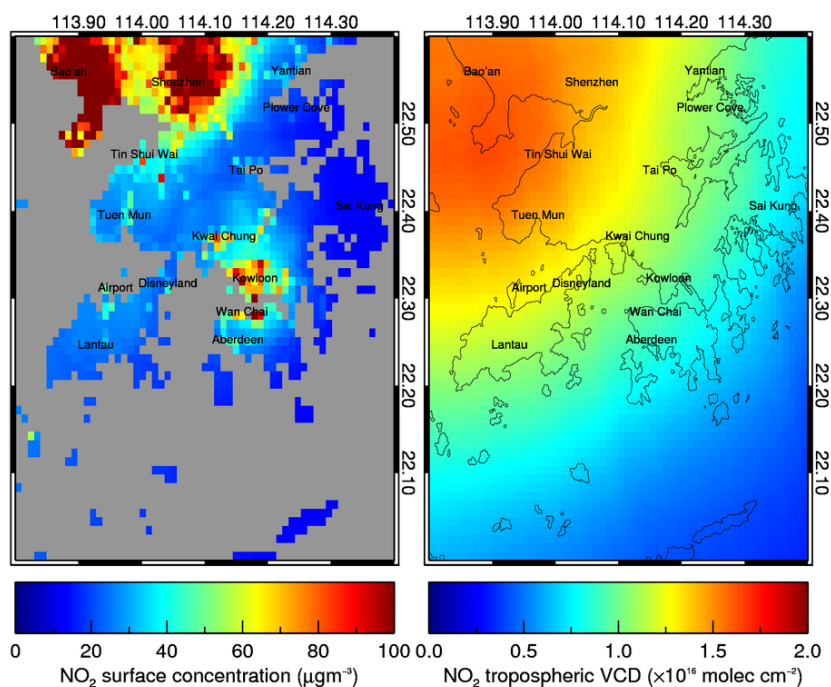 113.90 114.00 114.10 114.20 114.30
113.90 114.00 114.10 114.20 114.30
Bao'an
Shenzhen
Yantian
Plower Cove
22.50
Tin Shui Wai
Tai Po
Sai Kung
22.40
Tuen Mun
Kwai Chung
Kowloon
Airport
Disneyland
22.30
Wan Chai
Lantau
Aberdeen
22.20
22.10
Bao'an
Shenzhen
Yantian
Plower Cove
22.50
Tin Shui Wai
Tai Po
Sai Kung
22.40
Tuen Mun
Kwai Chung
Kowloon
Airport
Disneyland
22.30
Wan Chai
Lantau
Aberdeen
22.20
22.10
0 20 40 60 80 100
NO₂ surface concentration (μgm⁻³)
0.0 0.5 1.0 1.5 2.0
NO₂ tropospheric VCD (×10¹⁶ molec cm⁻²)